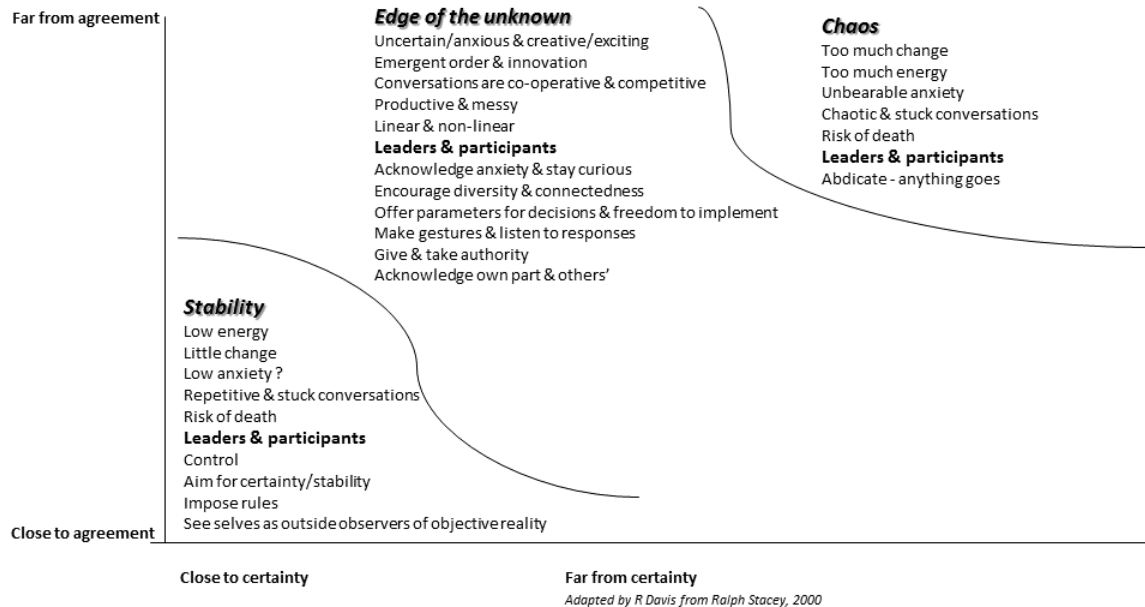 Far from agreement
Edge of the unknown
Uncertain/anxious & creative/exciting
Emergent order & innovation
Conversations are co-operative & competitive
Productive & messy
Linear & non-linear
Leaders & participants
Acknowledge anxiety & stay curious
Encourage diversity & connectedness
Offer parameters for decisions & freedom to implement
Make gestures & listen to responses
Give & take authority
Acknowledge own part & others’
Chaos
Too much change
Too much energy
Unbearable anxiety
Chaotic & stuck conversations
Risk of death
Leaders & participants
Abdicate - anything goes
Stability
Low energy
Little change
Low anxiety ?
Repetitive & stuck conversations
Risk of death
Leaders & participants
Control
Aim for certainty/stability
Impose rules
See selves as outside observers of objective reality
Close to agreement
Close to certainty
Far from certainty
Adapted by R Davis from Ralph Stacey, 2000